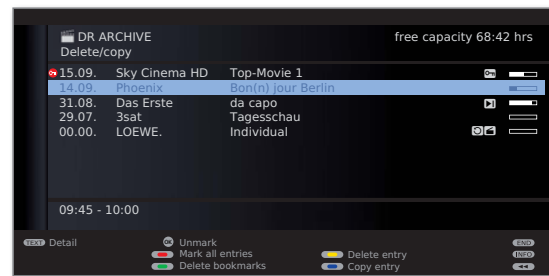 DR ARCHIVE free capacity 68:42 hrs
Delete/copy
15.09. Sky Cinema HD Top-Movie 1
14.09. Phoenix Bon(n) jour Berlin
31.08. Das Erste da capo
29.07. 3sat Tagesschau
00.00. LOEWE. Individual
09:45 - 10:00
TEXT Detail OK Unmark END
Mark all entries Delete entry INFO
Delete bookmarks Copy entry